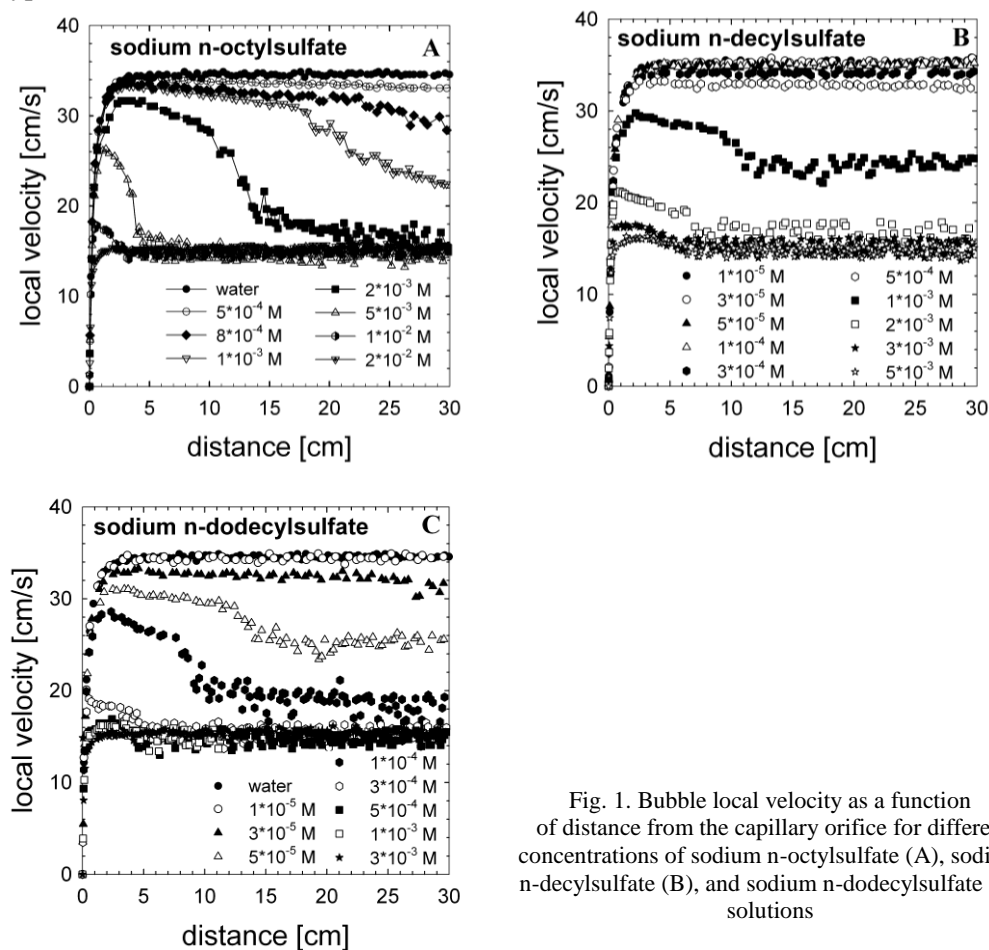 sodium n-octylsulfate A
local velocity [cm/s]
40
30
20
10
0
water
5*10⁻⁴ M
8*10⁻⁴ M
1*10⁻³ M
2*10⁻³ M
5*10⁻³ M
1*10⁻² M
2*10⁻² M
0 5 10 15 20 25 30
distance [cm]
sodium n-decylsulfate B
local velocity [cm/s]
40
30
20
10
0
1*10⁻⁵ M
3*10⁻⁵ M
5*10⁻⁵ M
1*10⁻⁴ M
3*10⁻⁴ M
5*10⁻⁴ M
1*10⁻³ M
2*10⁻³ M
3*10⁻³ M
5*10⁻³ M
0 5 10 15 20 25 30
distance [cm]
sodium n-dodecylsulfate C
local velocity [cm/s]
40
30
20
10
0
water
1*10⁻⁵ M
3*10⁻⁵ M
5*10⁻⁵ M
1*10⁻⁴ M
3*10⁻⁴ M
5*10⁻⁴ M
1*10⁻³ M
3*10⁻³ M
0 5 10 15 20 25 30
distance [cm]
Fig. 1. Bubble local velocity as a function
of distance from the capillary orifice for differe
concentrations of sodium n-octylsulfate (A), sodi
n-decylsulfate (B), and sodium n-dodecylsulfate
solutions